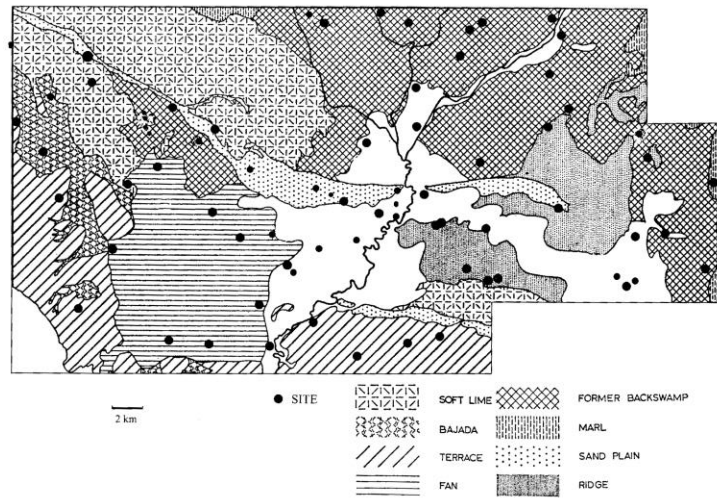 SITE
2 km
SOFT LIME
BAJADA
TERRACE
FAN
FORMER BACKSWAMP
MARL
SAND PLAIN
RIDGE